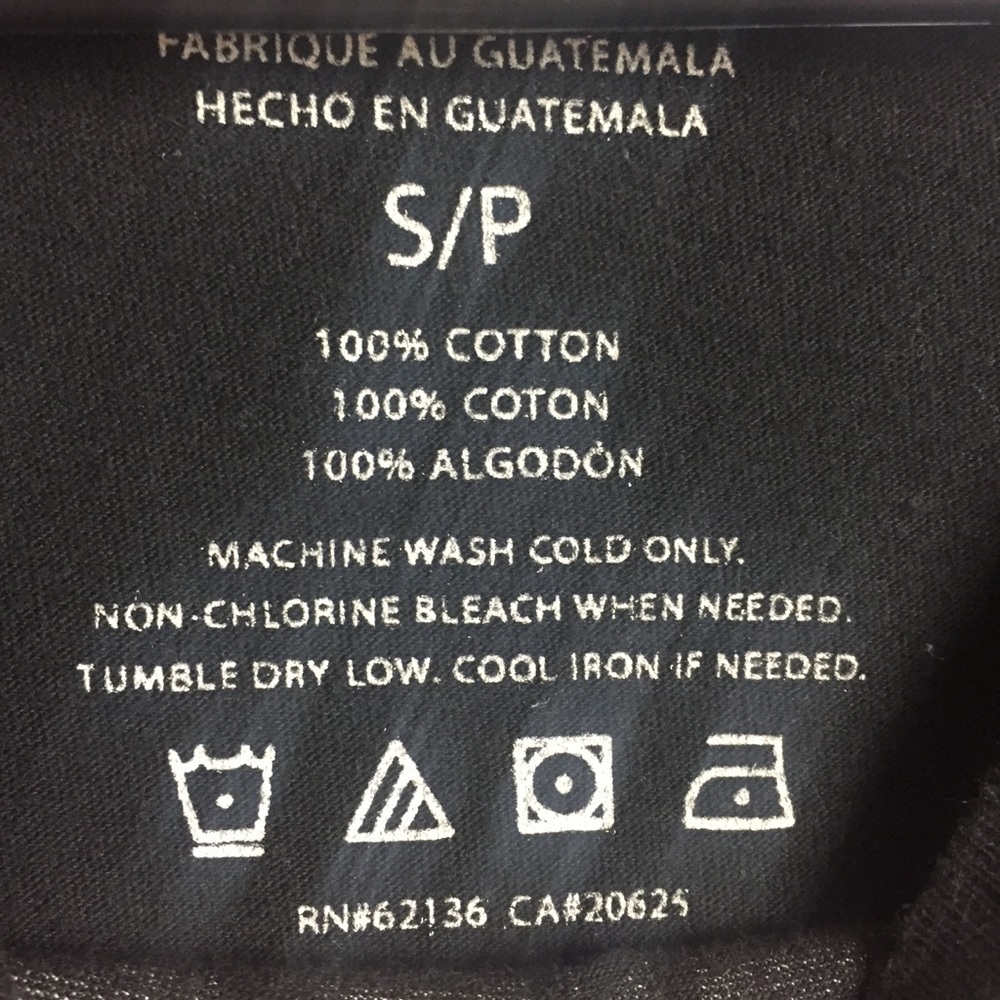 FABRIQUE AU GUATEMALA
HECHO EN GUATEMALA
S/P
100% COTTON
100% COTON
100% ALGODÓN
MACHINE WASH COLD ONLY.
NON-CHLORINE BLEACH WHEN NEEDED.
TUMBLE DRY LOW. COOL IRON IF NEEDED.
RN#62136 CA#20625